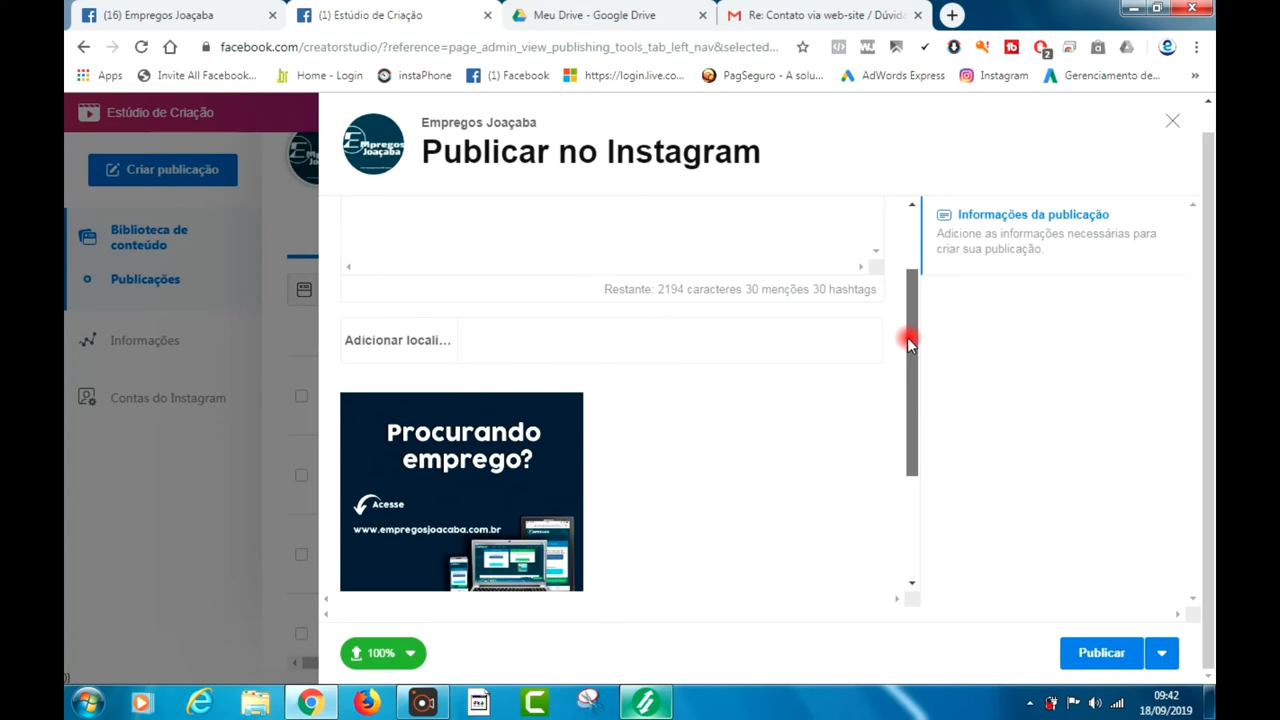 (16) Empregos Joaçaba
(1) Estúdio de Criação
Meu Drive - Google Drive
Re: Contato via web-site / Dúvida
facebook.com/creatorstudio/?reference=page_admin_view_publishing_tools_tab_left_nav&selected...
Apps
Invite All Facebook...
Home - Login
instaPhone
(1) Facebook
https://login.live.co...
PagSeguro - A solu...
AdWords Express
Instagram
Gerenciamento de...
Estúdio de Criação
Empregos Joaçaba
Publicar no Instagram
Criar publicação
Biblioteca de
conteúdo
Publicações
Informações
Contas do Instagram
Informações da publicação
Adicione as informações necessárias para
criar sua publicação.
Restante: 2194 caracteres 30 menções 30 hashtags
Adicionar locali...
Procurando
emprego?
Acesse
www.empregosjoacaba.com.br
100%
Publicar
09:42
18/09/2019